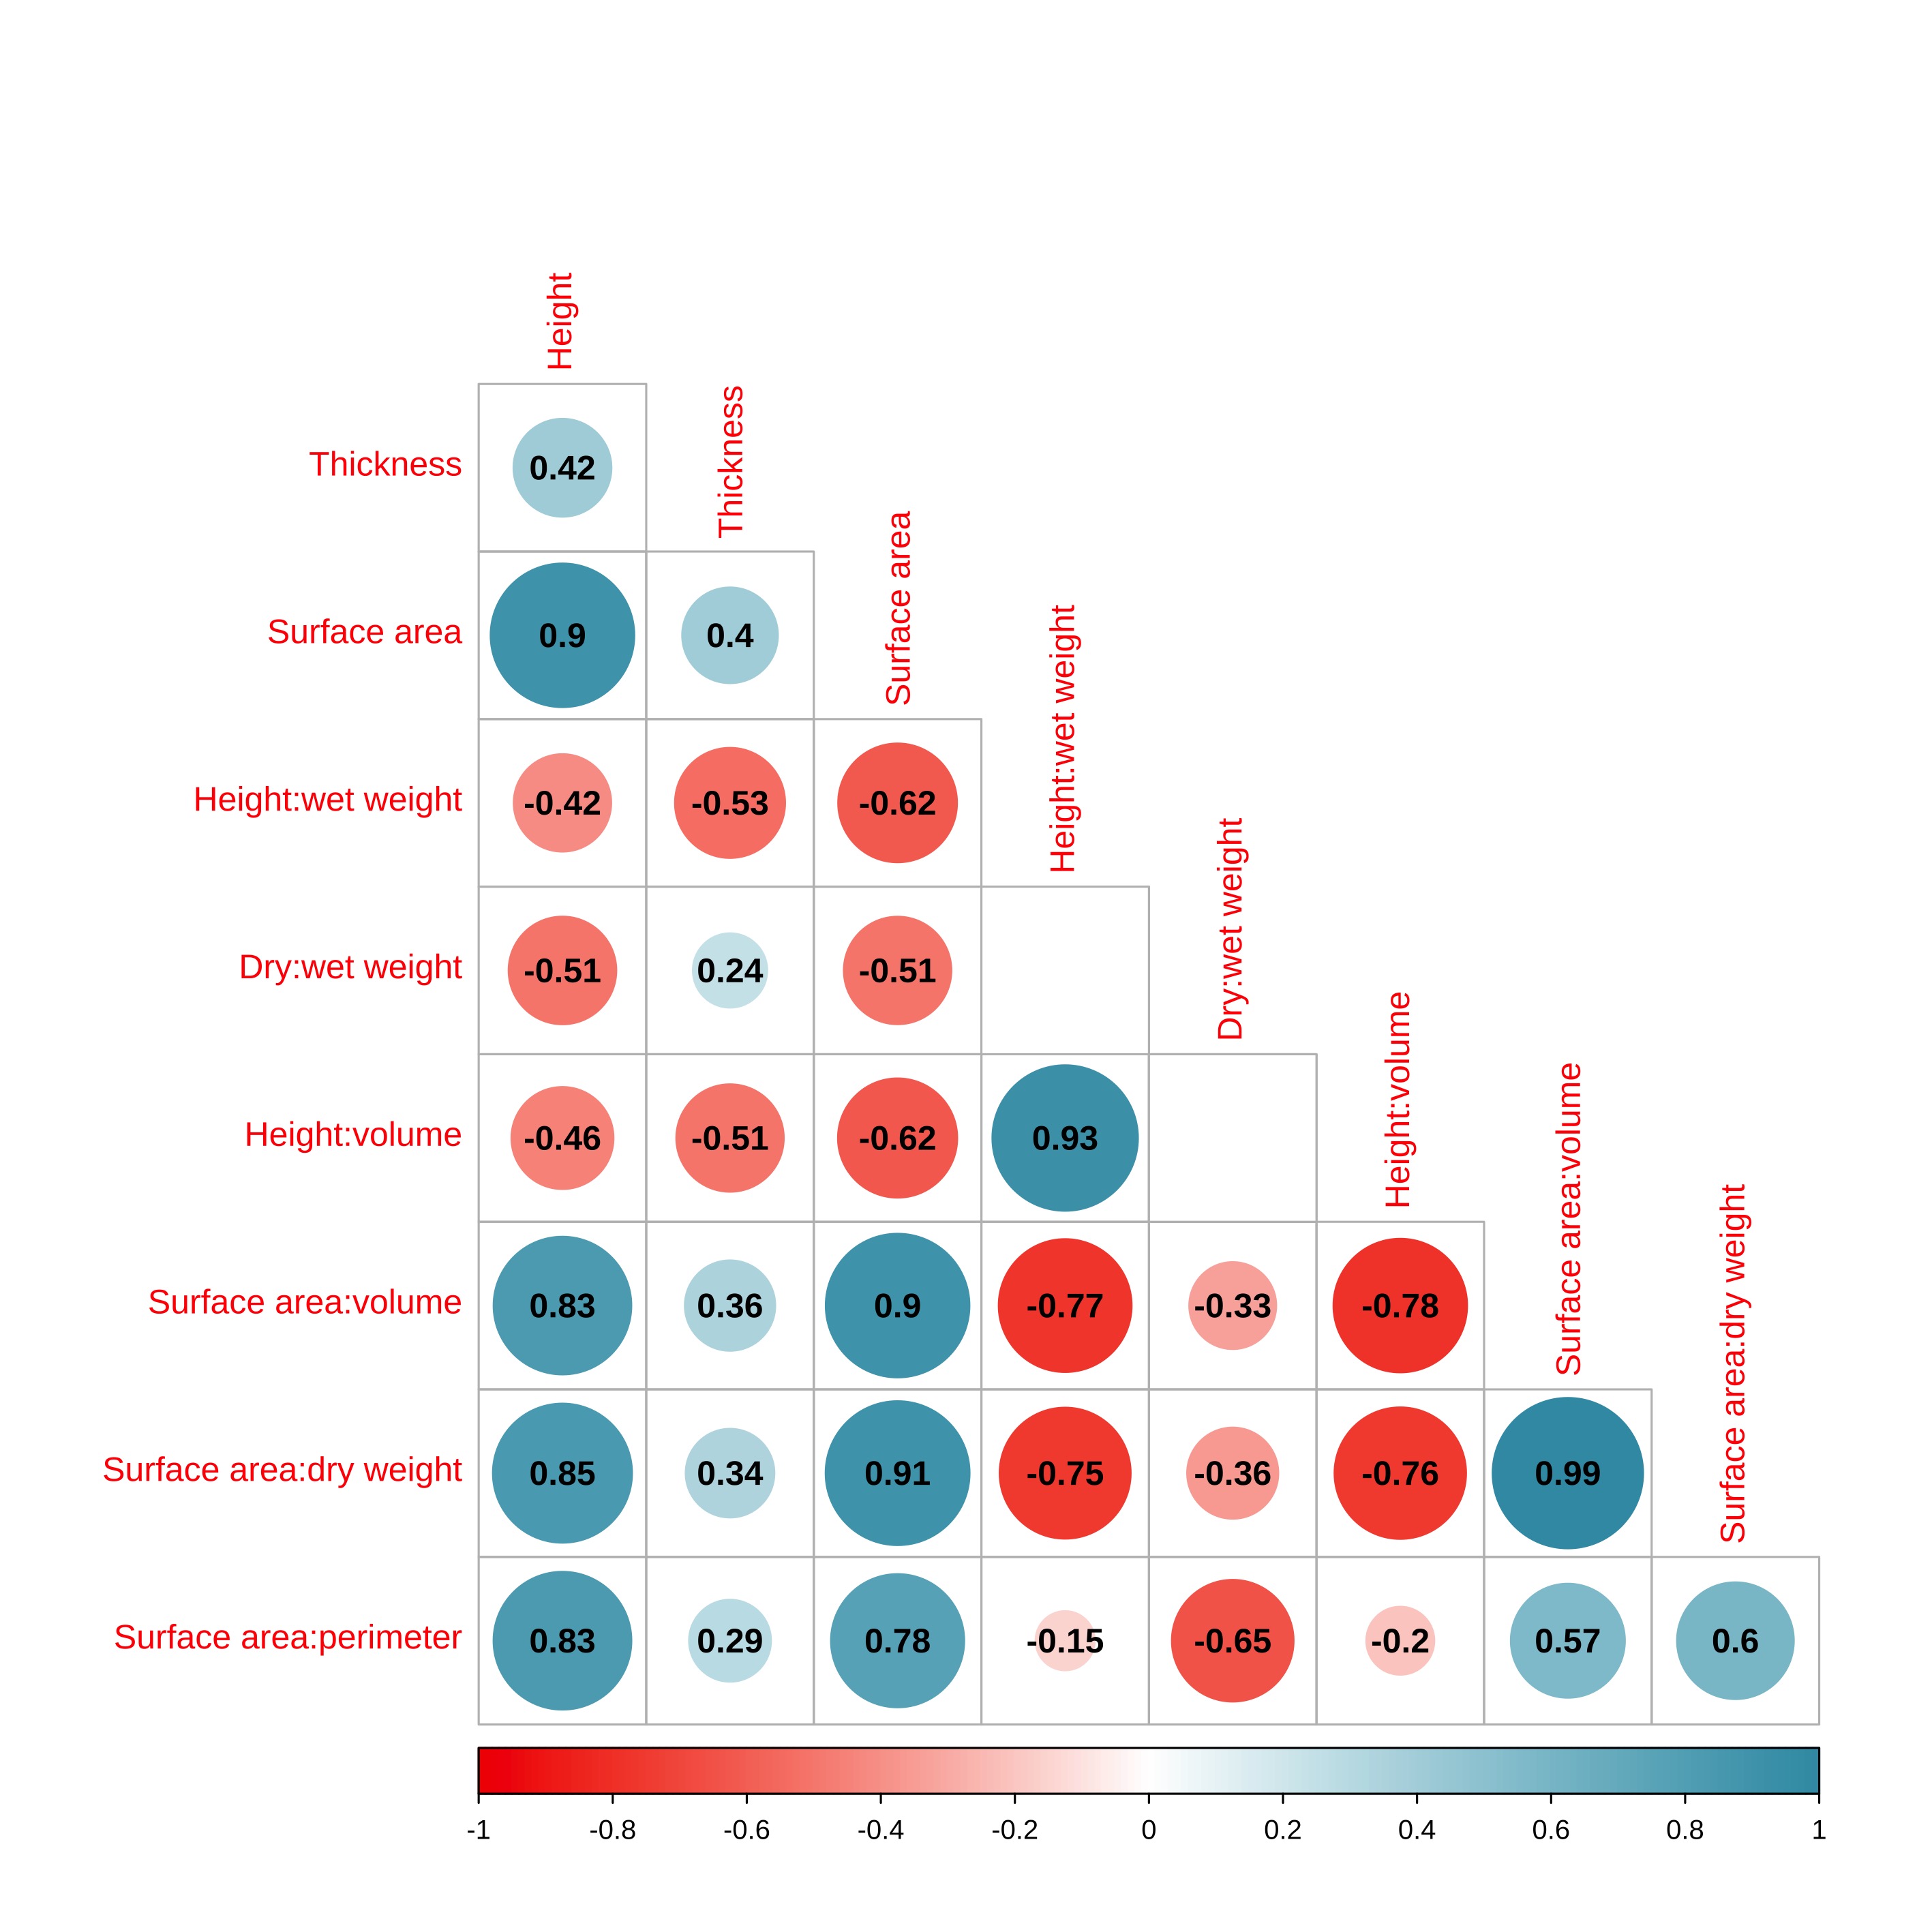 Height
Thickness
Surface area
Height:wet weight
Dry:wet weight
Height:volume
Surface area:volume
Surface area:dry weight
Thickness 0.42
Surface area 0.9 0.4
Height:wet weight -0.42 -0.53 -0.62
Dry:wet weight -0.51 0.24 -0.51
Height:volume -0.46 -0.51 -0.62 0.93
Surface area:volume 0.83 0.36 0.9 -0.77 -0.33 -0.78
Surface area:dry weight 0.85 0.34 0.91 -0.75 -0.36 -0.76 0.99
Surface area:perimeter 0.83 0.29 0.78 -0.15 -0.65 -0.2 0.57 0.6
-1 -0.8 -0.6 -0.4 -0.2 0 0.2 0.4 0.6 0.8 1